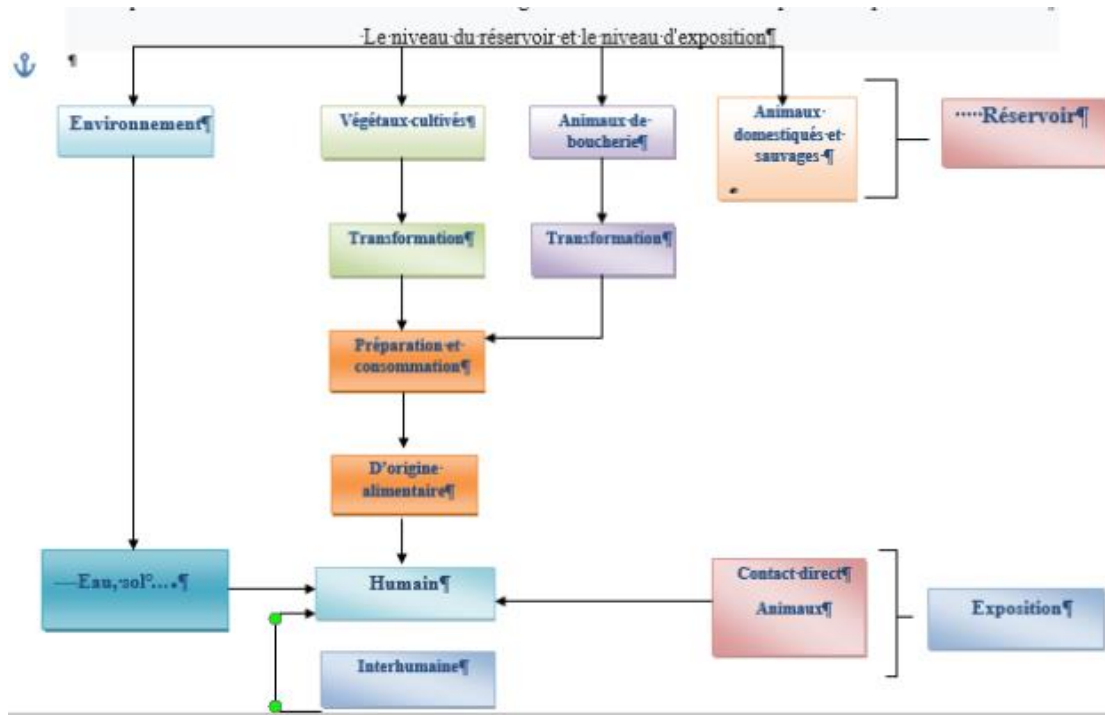 Le niveau du réservoir et le niveau d'exposition¶
¶
Environnement¶
Végétaux cultivés¶
Animaux de
boucherie¶
Animaux
domestiqués et
sauvages ¶
Réservoir¶
Transformation¶
Transformation¶
Préparation et
consommation¶
D'origine
alimentaire¶
Eau, sol°…¶
Humain¶
Contact direct¶
Animaux¶
Exposition¶
Interhumaine¶